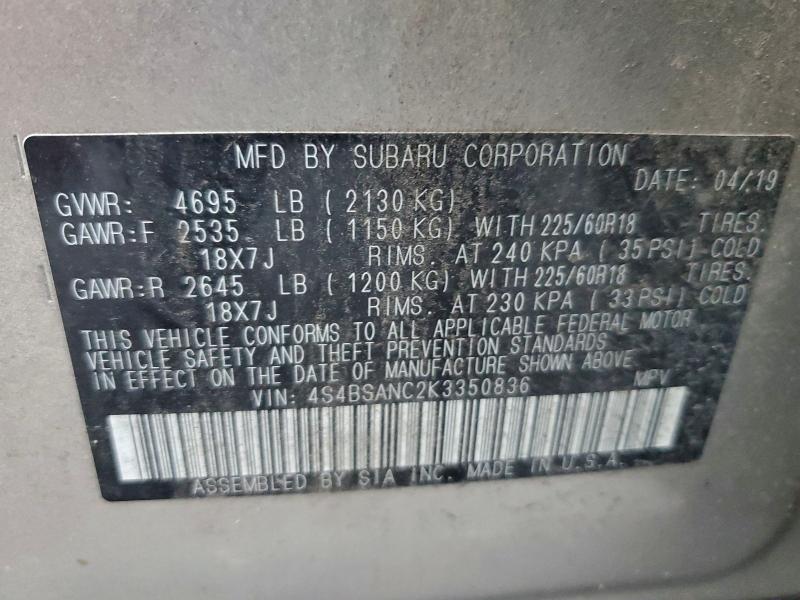 MFD BY SUBARU CORPORATION
DATE: 04/19
GVWR: 4695 LB ( 2130 KG)
GAWR:F 2535 LB ( 1150 KG) WITH 225/60R18 TIRES.
18X7J RIMS. AT 240 KPA ( 35 PSI) COLD
GAWR:R 2645 LB ( 1200 KG) WITH 225/60R18 TIRES.
18X7J RIMS. AT 230 KPA ( 33 PSI) COLD
THIS VEHICLE CONFORMS TO ALL APPLICABLE FEDERAL MOTOR
VEHICLE SAFETY AND THEFT PREVENTION STANDARDS
IN EFFECT ON THE DATE OF MANUFACTURE SHOWN ABOVE.
VIN: 4S4BSANC2K3350836 MPV
ASSEMBLED BY SIA INC. MADE IN U.S.A.